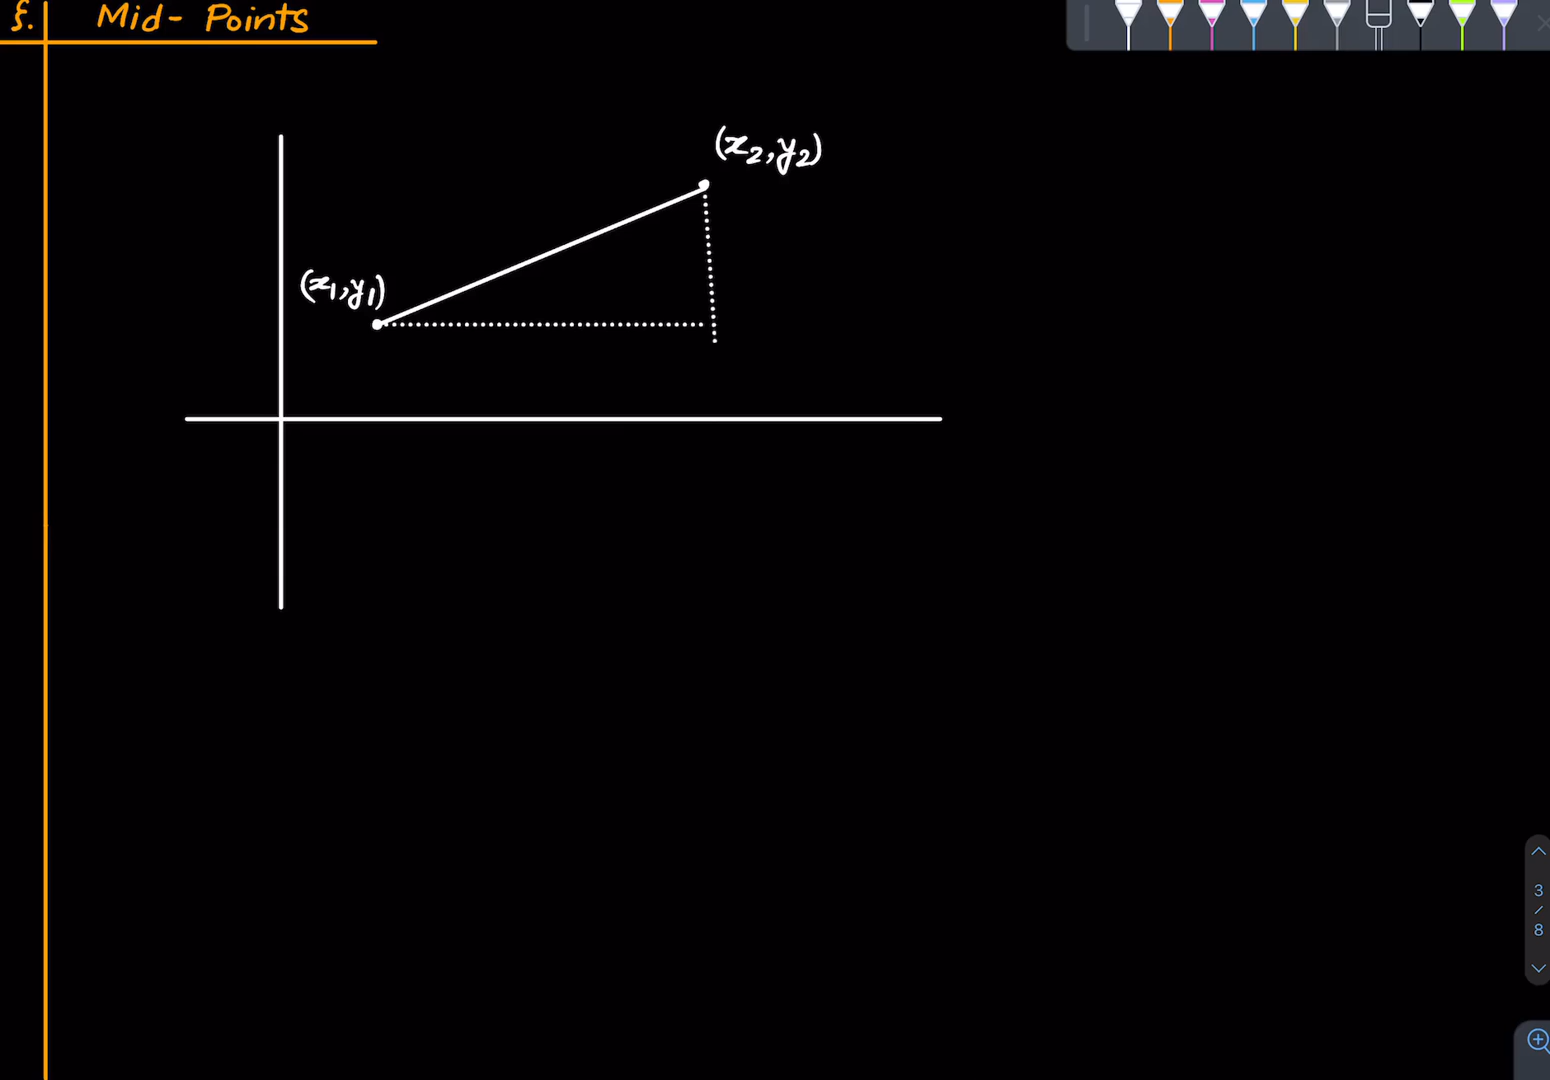 f. Mid- Points
(x₂,y₂)
(x₁,y₁)
3
/
8